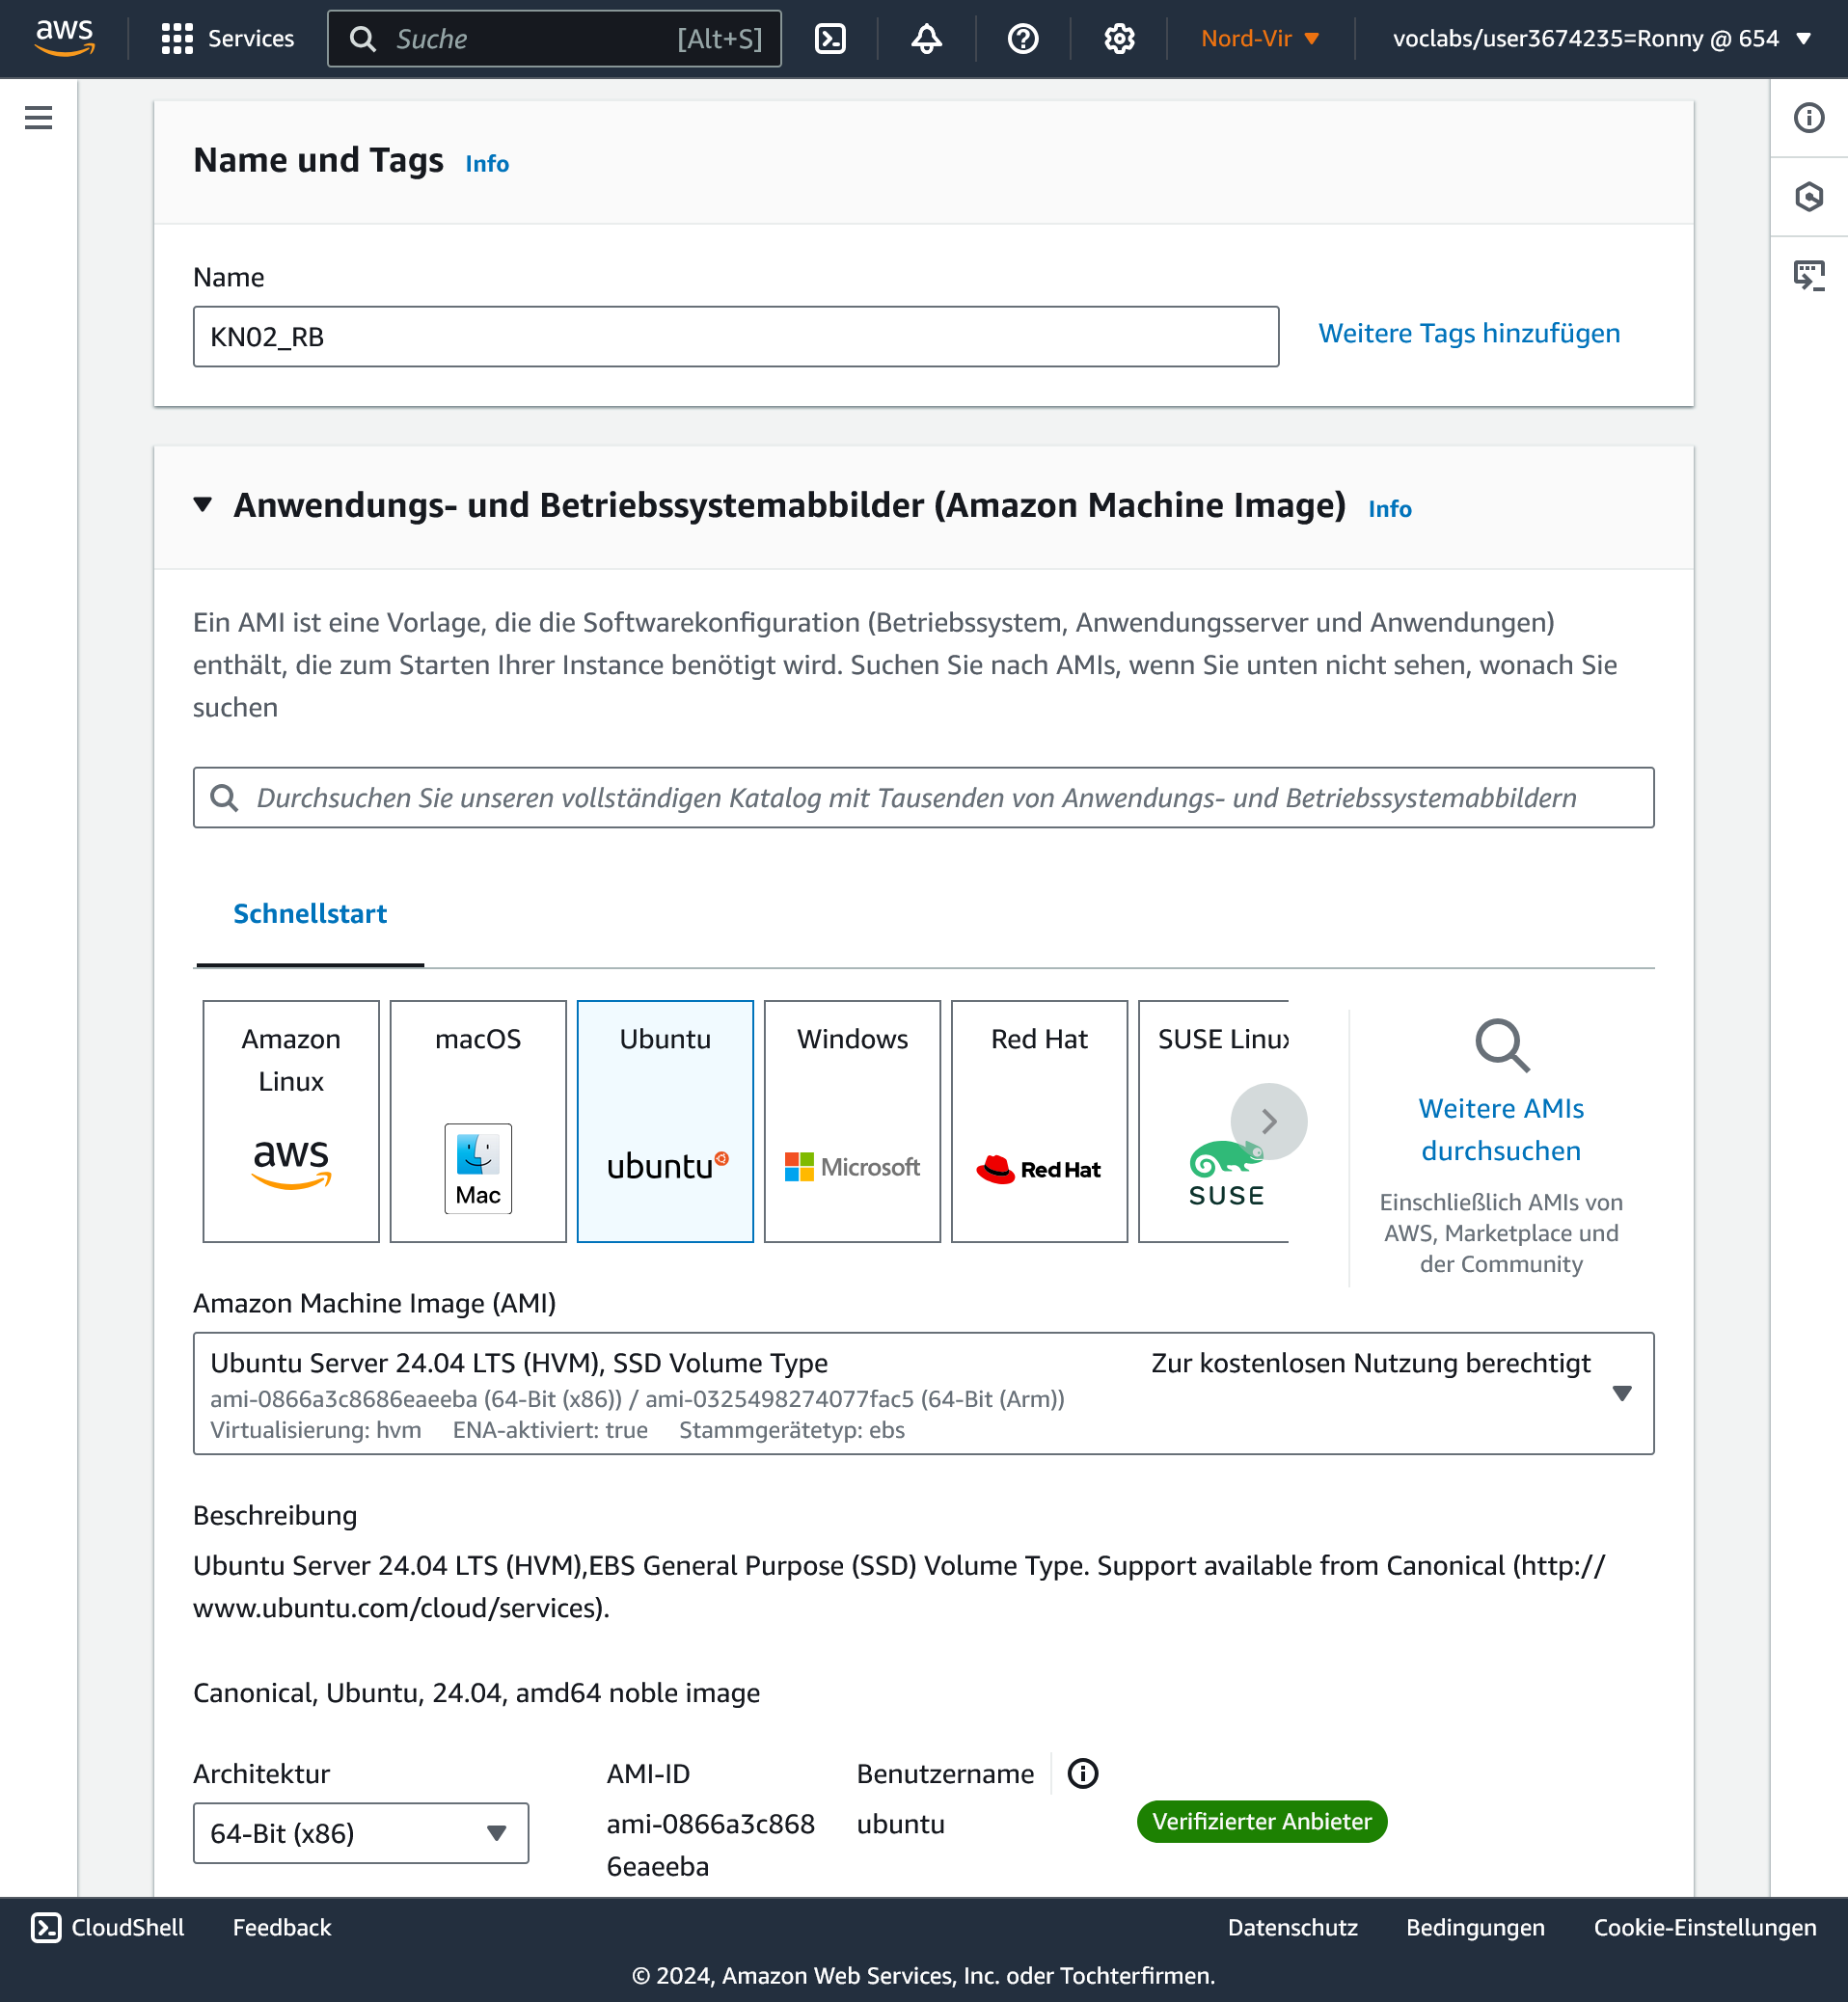 aws
Services
Suche
[Alt+S]
Nord-Vir
voclabs/user3674235=Ronny @ 654
Name und Tags Info
Name
KN02_RB
Weitere Tags hinzufügen
Anwendungs- und Betriebssystemabbilder (Amazon Machine Image) Info
Ein AMI ist eine Vorlage, die die Softwarekonfiguration (Betriebssystem, Anwendungsserver und Anwendungen)
enthält, die zum Starten Ihrer Instance benötigt wird. Suchen Sie nach AMIs, wenn Sie unten nicht sehen, wonach Sie
suchen
Durchsuchen Sie unseren vollständigen Katalog mit Tausenden von Anwendungs- und Betriebssystemabbildern
Schnellstart
Amazon
Linux
aws
macOS
Mac
Ubuntu
ubuntu
Windows
Microsoft
Red Hat
Red Hat
SUSE Linux
SUSE
Weitere AMIs
durchsuchen
Einschließlich AMIs von
AWS, Marketplace und
der Community
Amazon Machine Image (AMI)
Ubuntu Server 24.04 LTS (HVM), SSD Volume Type
Zur kostenlosen Nutzung berechtigt
ami-0866a3c8686eaeeba (64-Bit (x86)) / ami-0325498274077fac5 (64-Bit (Arm))
Virtualisierung: hvm ENA-aktiviert: true Stammgerätetyp: ebs
Beschreibung
Ubuntu Server 24.04 LTS (HVM),EBS General Purpose (SSD) Volume Type. Support available from Canonical (http://
www.ubuntu.com/cloud/services).
Canonical, Ubuntu, 24.04, amd64 noble image
Architektur
64-Bit (x86)
AMI-ID
ami-0866a3c868
6eaeeba
Benutzername
ubuntu
Verifizierter Anbieter
CloudShell
Feedback
Datenschutz
Bedingungen
Cookie-Einstellungen
© 2024, Amazon Web Services, Inc. oder Tochterfirmen.